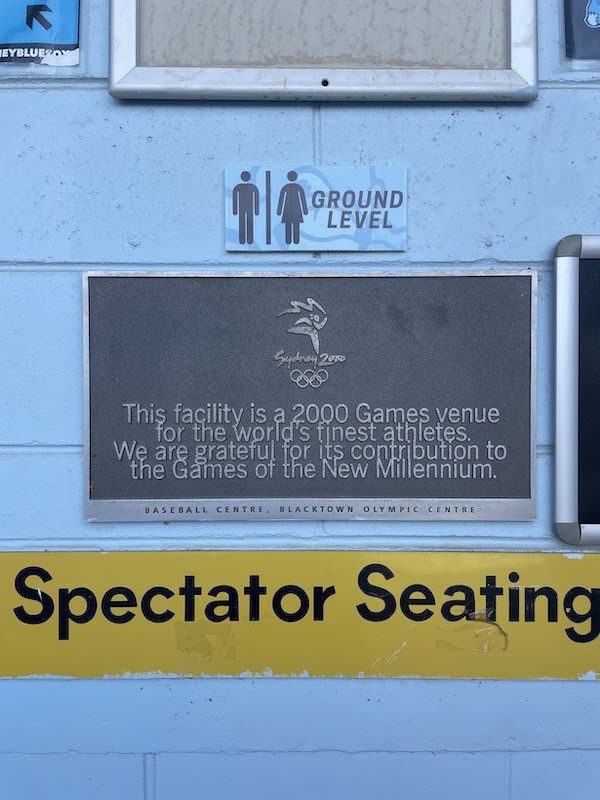 EYBLUESOX
GROUND
LEVEL
Sydney 2000
This facility is a 2000 Games venue
for the world's finest athletes.
We are grateful for its contribution to
the Games of the New Millennium.
BASEBALL CENTRE, BLACKTOWN OLYMPIC CENTRE
Spectator Seating